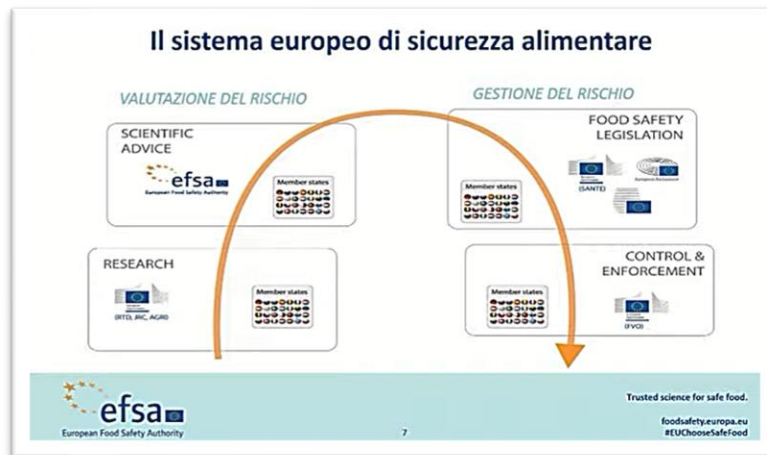 Il sistema europeo di sicurezza alimentare
VALUTAZIONE DEL RISCHIO
GESTIONE DEL RISCHIO
SCIENTIFIC
ADVICE
efsa
European Food Safety Authority
Member states
FOOD SAFETY
LEGISLATION
Member states
(SANTE)
European Parliament
RESEARCH
(RTD, JRC, AGRI)
Member states
CONTROL &
ENFORCEMENT
Member states
(FVO)
efsa
European Food Safety Authority
7
Trusted science for safe food.
foodsafety.europa.eu
#EUChooseSafeFood